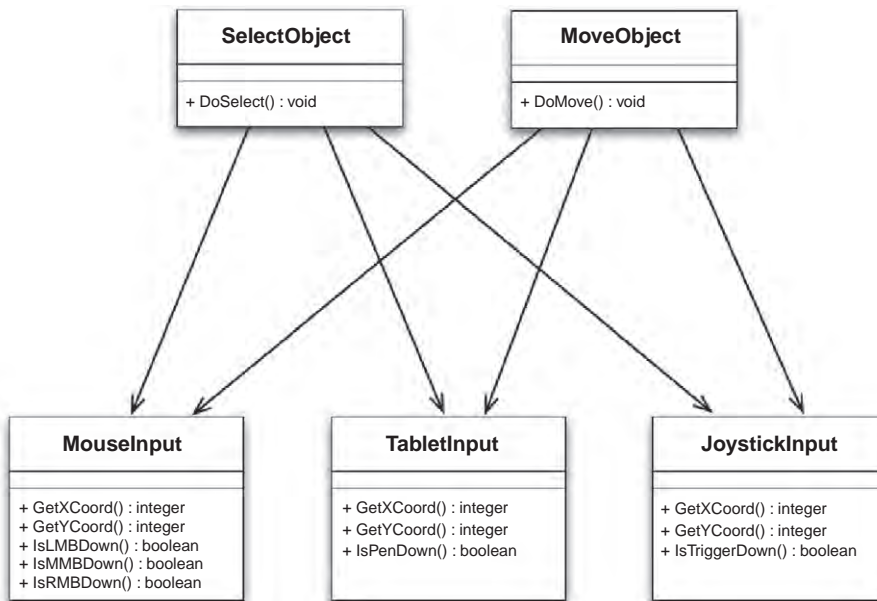 SelectObject
+ DoSelect() : void
MoveObject
+ DoMove() : void
MouseInput
+ GetXCoord() : integer
+ GetYCoord() : integer
+ IsLMBDown() : boolean
+ IsMMBDown() : boolean
+ IsRMBDown() : boolean
TabletInput
+ GetXCoord() : integer
+ GetYCoord() : integer
+ IsPenDown() : boolean
JoystickInput
+ GetXCoord() : integer
+ GetYCoord() : integer
+ IsTriggerDown() : boolean